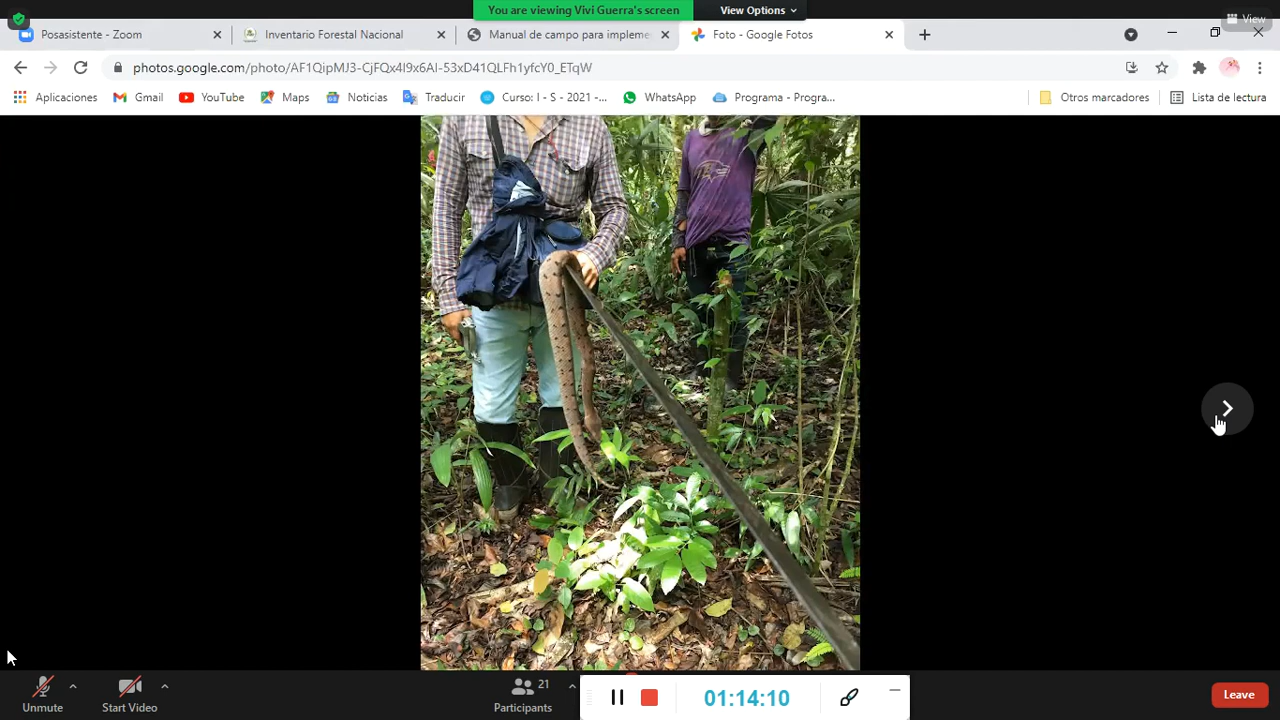 You are viewing Vivi Guerra's screen
View Options
View
Posasistente - Zoom
Inventario Forestal Nacional
Manual de campo para impleme
Foto - Google Fotos
photos.google.com/photo/AF1QipMJ3-CjFQx4I9x6AI-53xD41QLFh1yfcY0_ETqW
Aplicaciones
Gmail
YouTube
Maps
Noticias
Traducir
Curso: I - S - 2021 -...
WhatsApp
Programa - Progra...
Otros marcadores
Lista de lectura
Unmute
Start Video
21
Participants
01:14:10
Leave